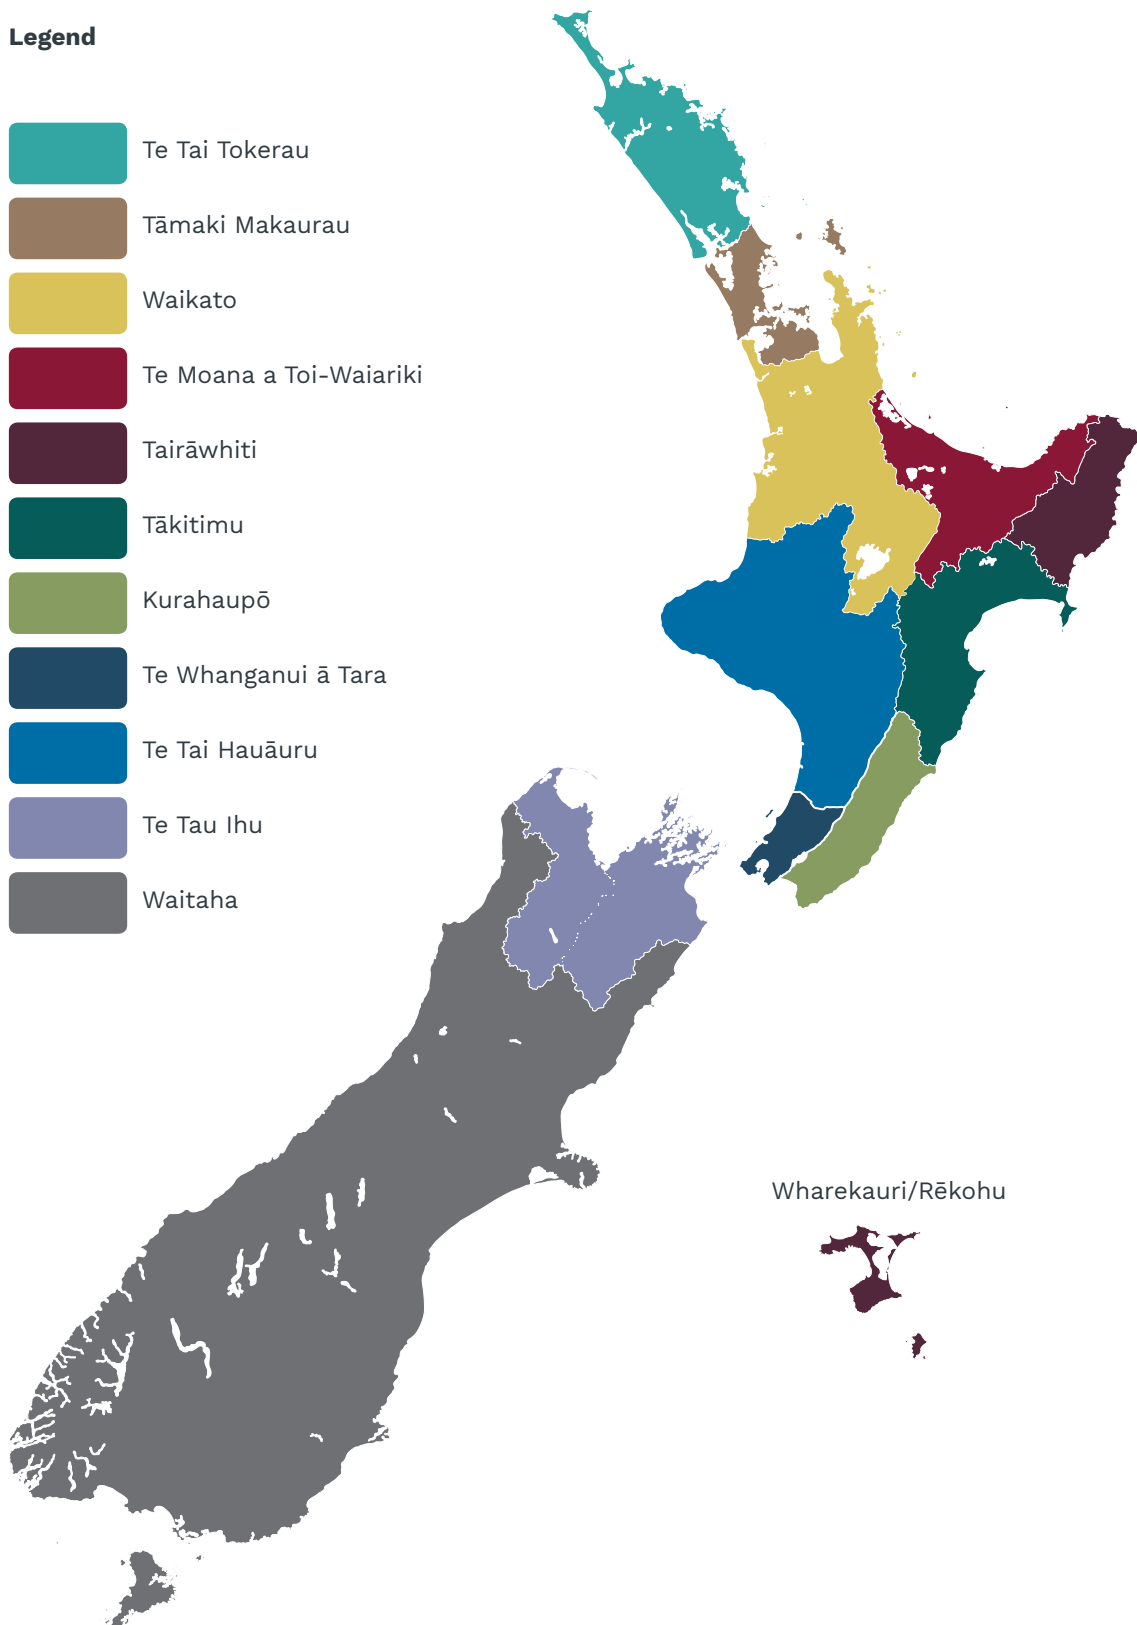 Legend
Te Tai Tokerau
Tāmaki Makaurau
Waikato
Te Moana a Toi-Waiariki
Tairāwhiti
Tākitimu
Kurahaupō
Te Whanganui ā Tara
Te Tai Hauāuru
Te Tau Ihu
Waitaha
Wharekauri/Rēkohu